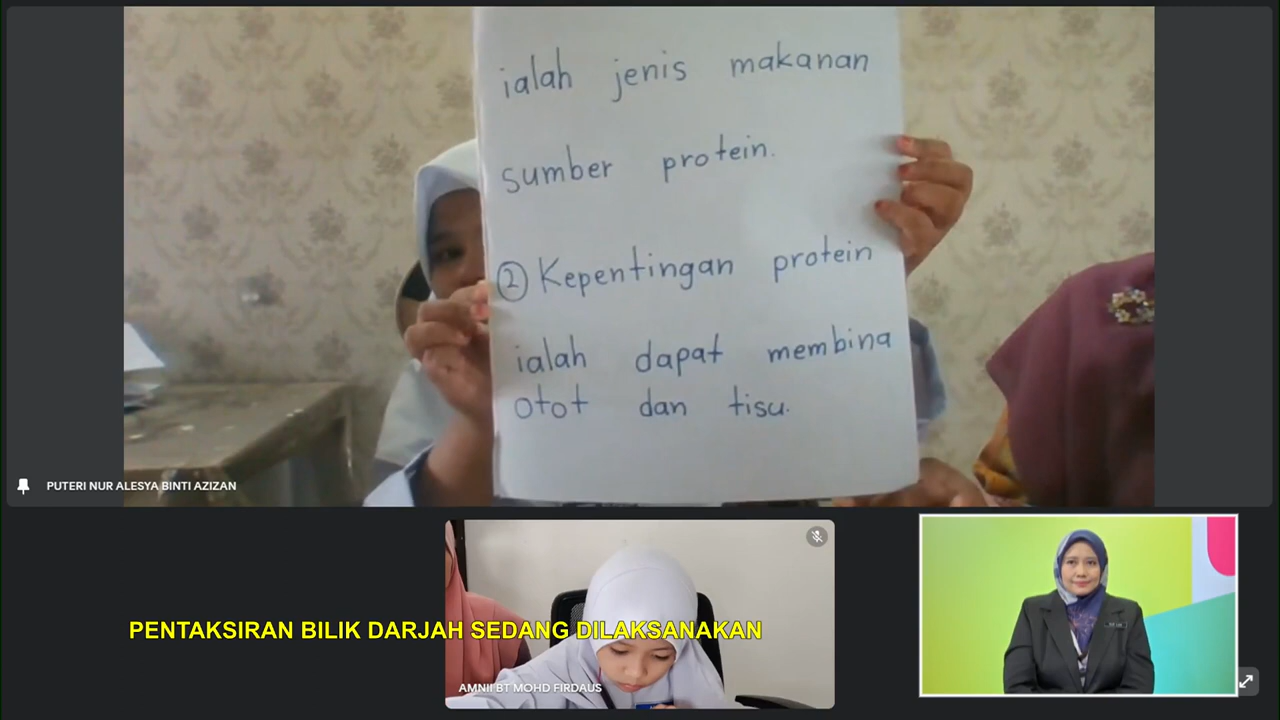 ialah jenis makanan
sumber protein.
② Kepentingan protein
ialah dapat membina
otot dan tisu.
PUTERI NUR ALESYA BINTI AZIZAN
PENTAKSIRAN BILIK DARJAH SEDANG DILAKSANAKAN
AMNII BT MOHD FIRDAUS